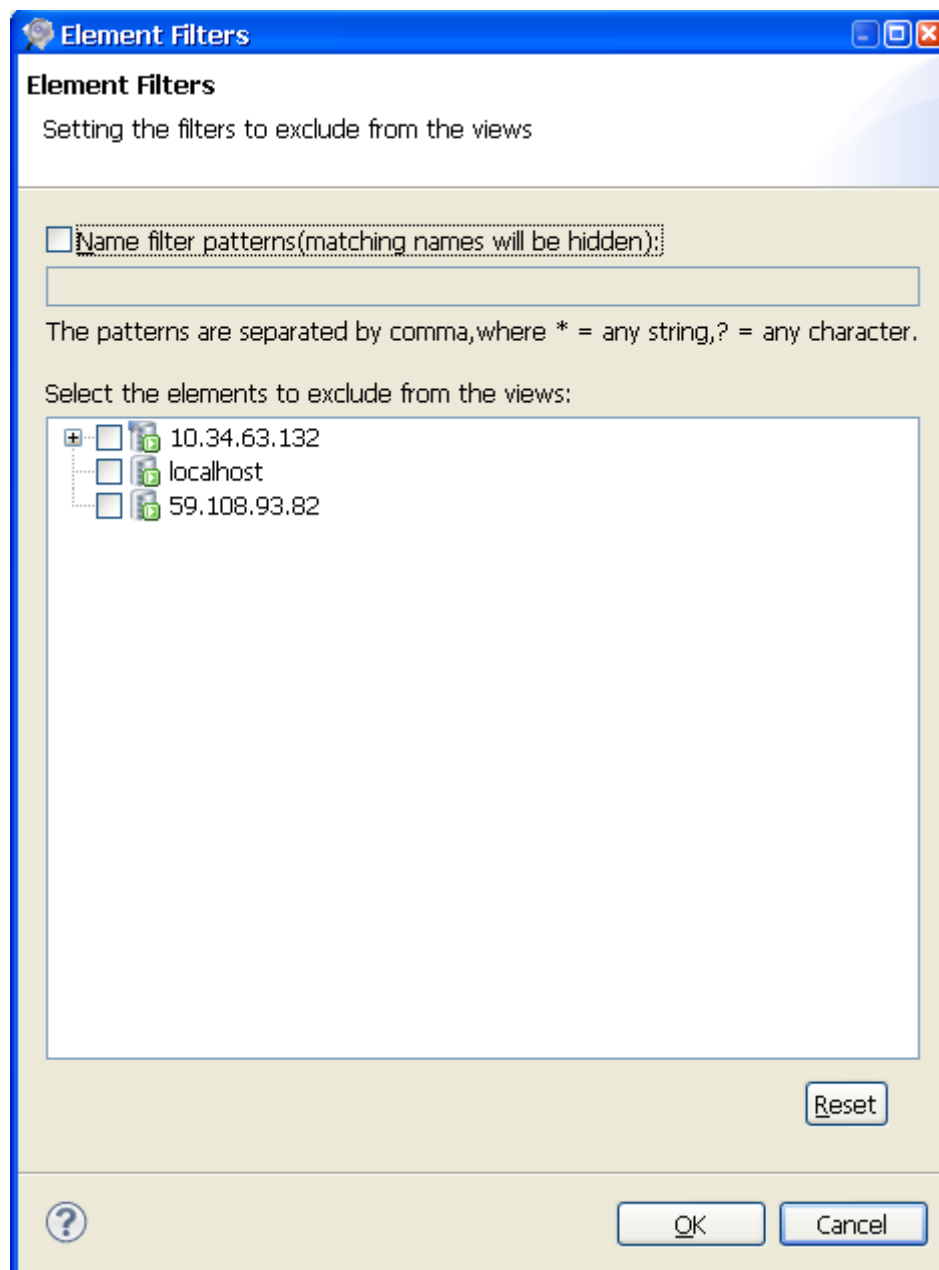 Element Filters
Element Filters
Setting the filters to exclude from the views
Name filter patterns(matching names will be hidden):
The patterns are separated by comma,where * = any string,? = any character.
Select the elements to exclude from the views:
10.34.63.132
localhost
59.108.93.82
Reset
?
OK
Cancel